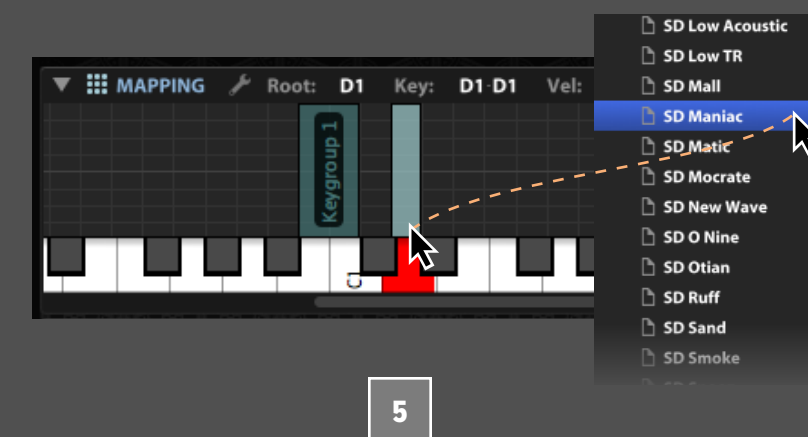 MAPPING Root: D1 Key: D1-D1 Vel:
Keygroup 1
C1
SD Low Acoustic
SD Low TR
SD Mall
SD Maniac
SD Matic
SD Mocrate
SD New Wave
SD O Nine
SD Otian
SD Ruff
SD Sand
SD Smoke
5